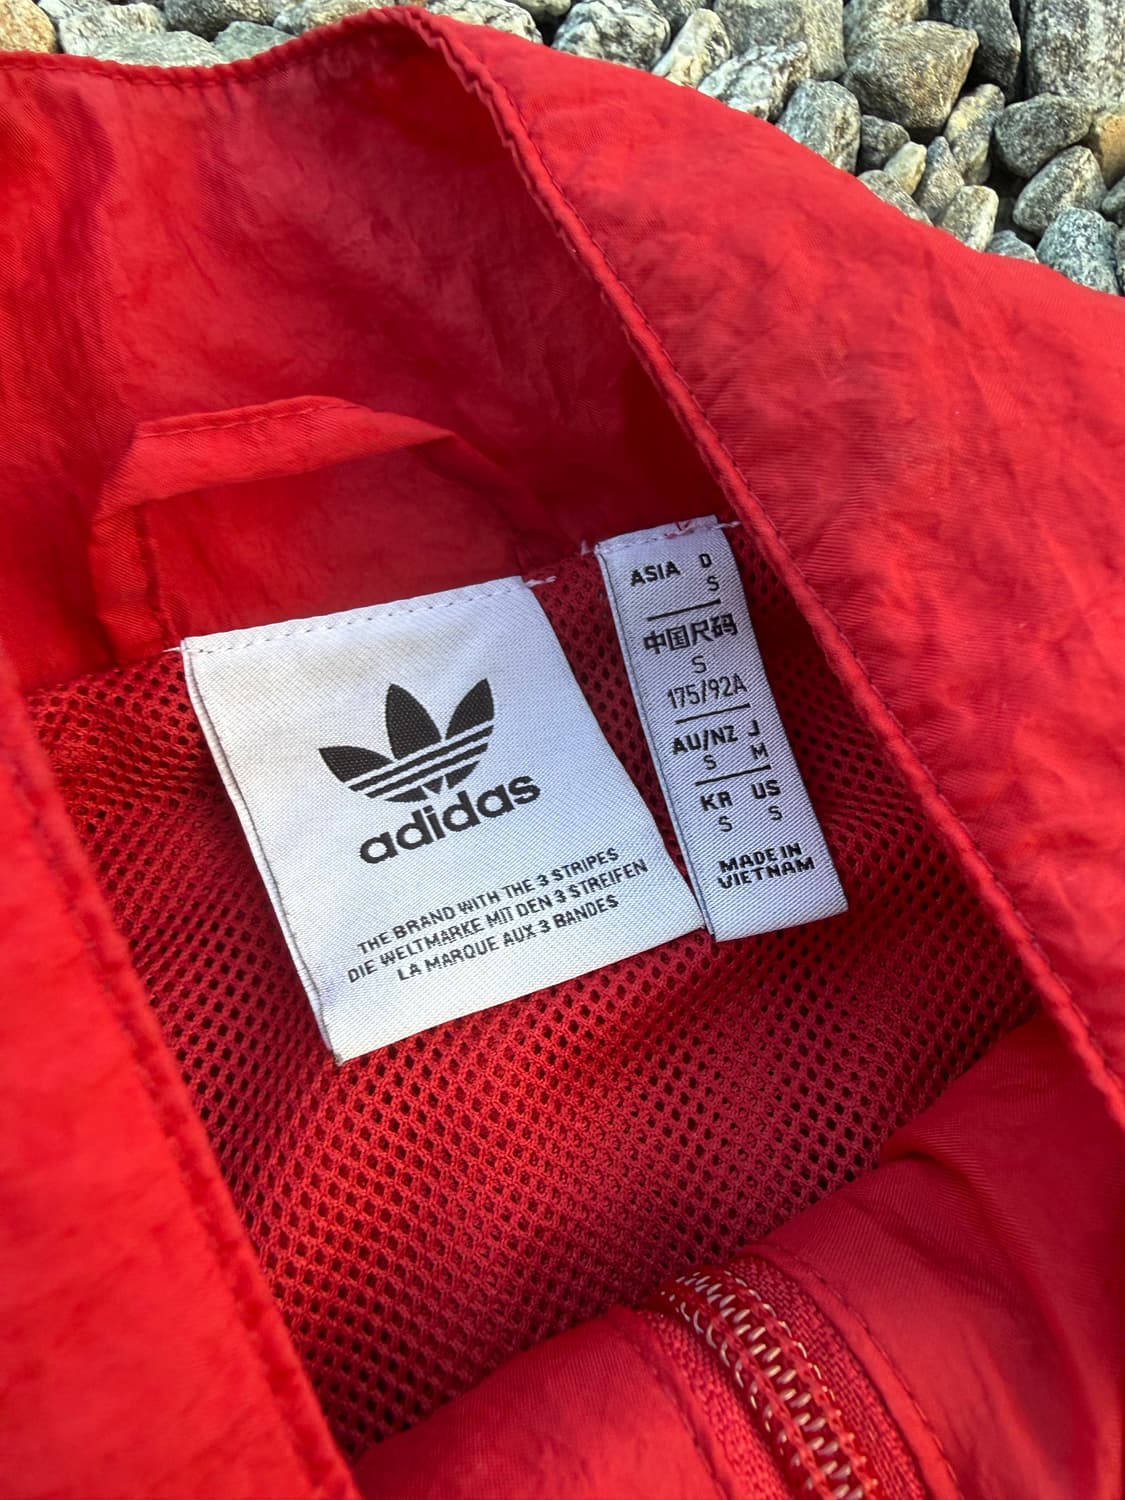 adidas
THE BRAND WITH THE 3 STRIPES
DIE WELTMARKE MIT DEN 3 STREIFEN
LA MARQUE AUX 3 BANDES
ASIA D
S
中国尺码
S
175/92A
AU/NZ J
S M
KR US
S S
MADE IN
VIETNAM